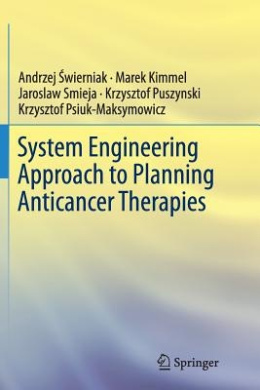 Andrzej Świerniak · Marek Kimmel
Jaroslaw Smieja · Krzysztof Puszynski
Krzysztof Psiuk-Maksymowicz
System Engineering
Approach to Planning
Anticancer Therapies
Springer